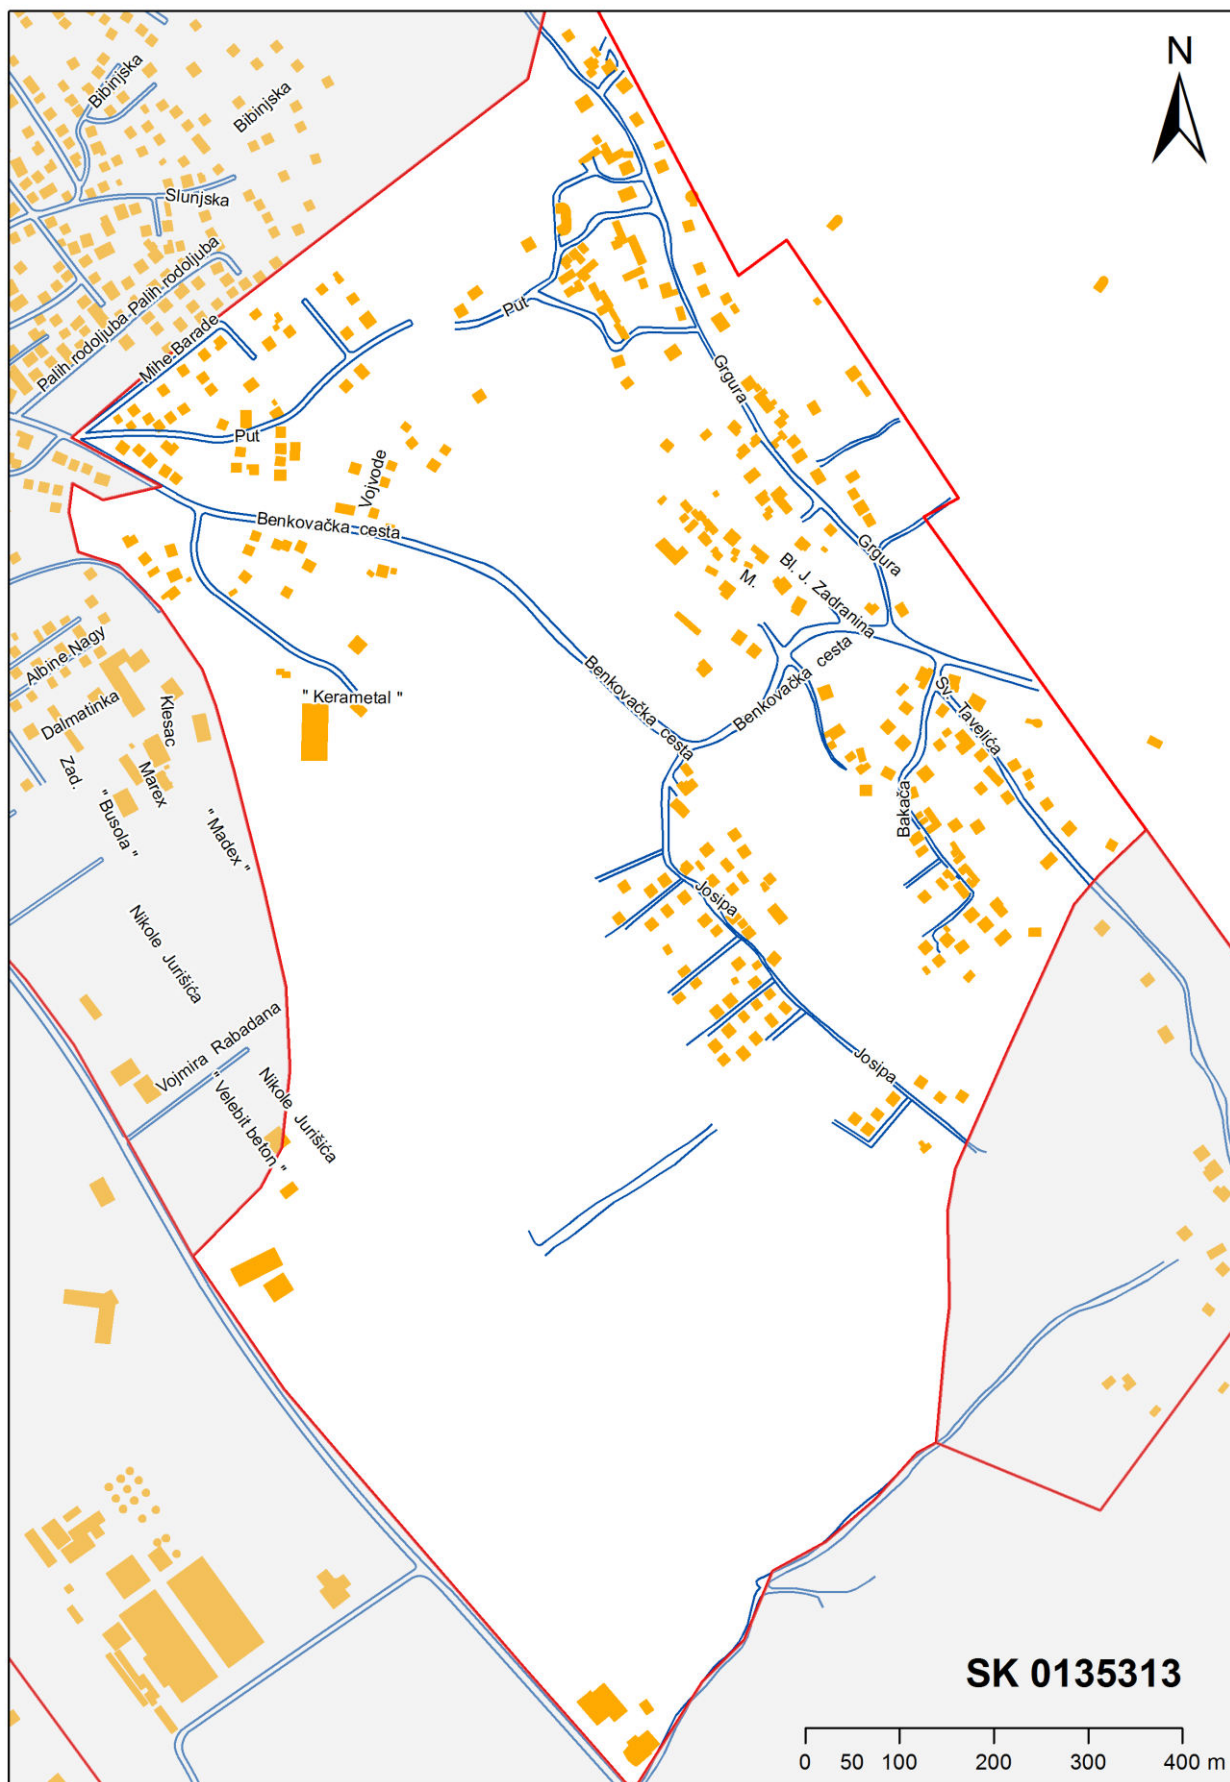 N
Bibinjska
Bibinjska
Slunjska
Palih rodoljuba-Palih rodoljuba
Mihe Barade
Put
Put
Grgura
Vojvode
Benkovačka cesta
Grgura
Bl. J. Zadranina
M.
Benkovačka cesta
Benkovačka cesta
Sv. Tavelića
Albine Nagy
Dalmatinka
Klesac
Zad.
Marex
" Busola "
" Madex "
" Kerametal "
Bakača
Josipa
Nikole Jurišića
Vojmira Rabadana
Nikole Jurišića
" Velebit beton "
Josipa
SK 0135313
0 50 100 200 300 400 m